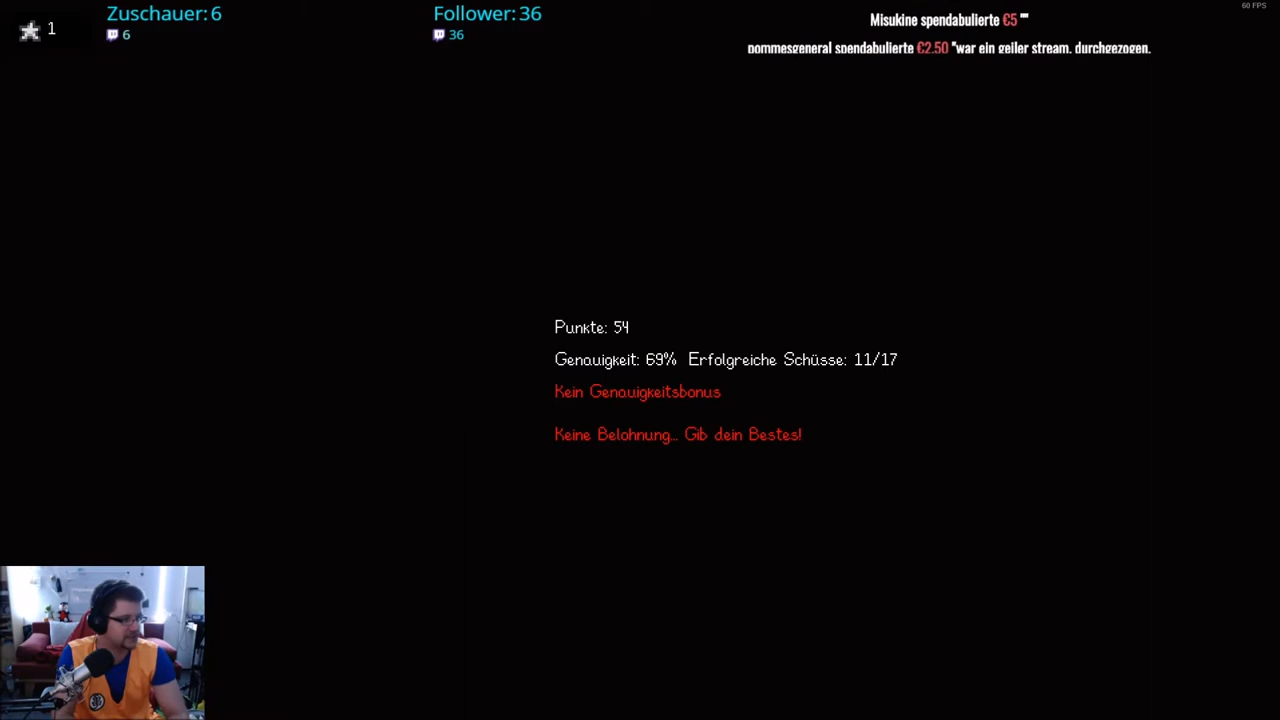 Zuschauer: 6
6
Follower: 36
36
1
Misukine spendabulierte €5 ""
pommesgeneral spendabulierte €2.50 "war ein geiler stream. durchgezogen.
60 FPS
Punkte: 54
Genauigkeit: 69% Erfolgreiche Schüsse: 11/17
Kein Genauigkeitsbonus
Keine Belohnung... Gib dein Bestes!